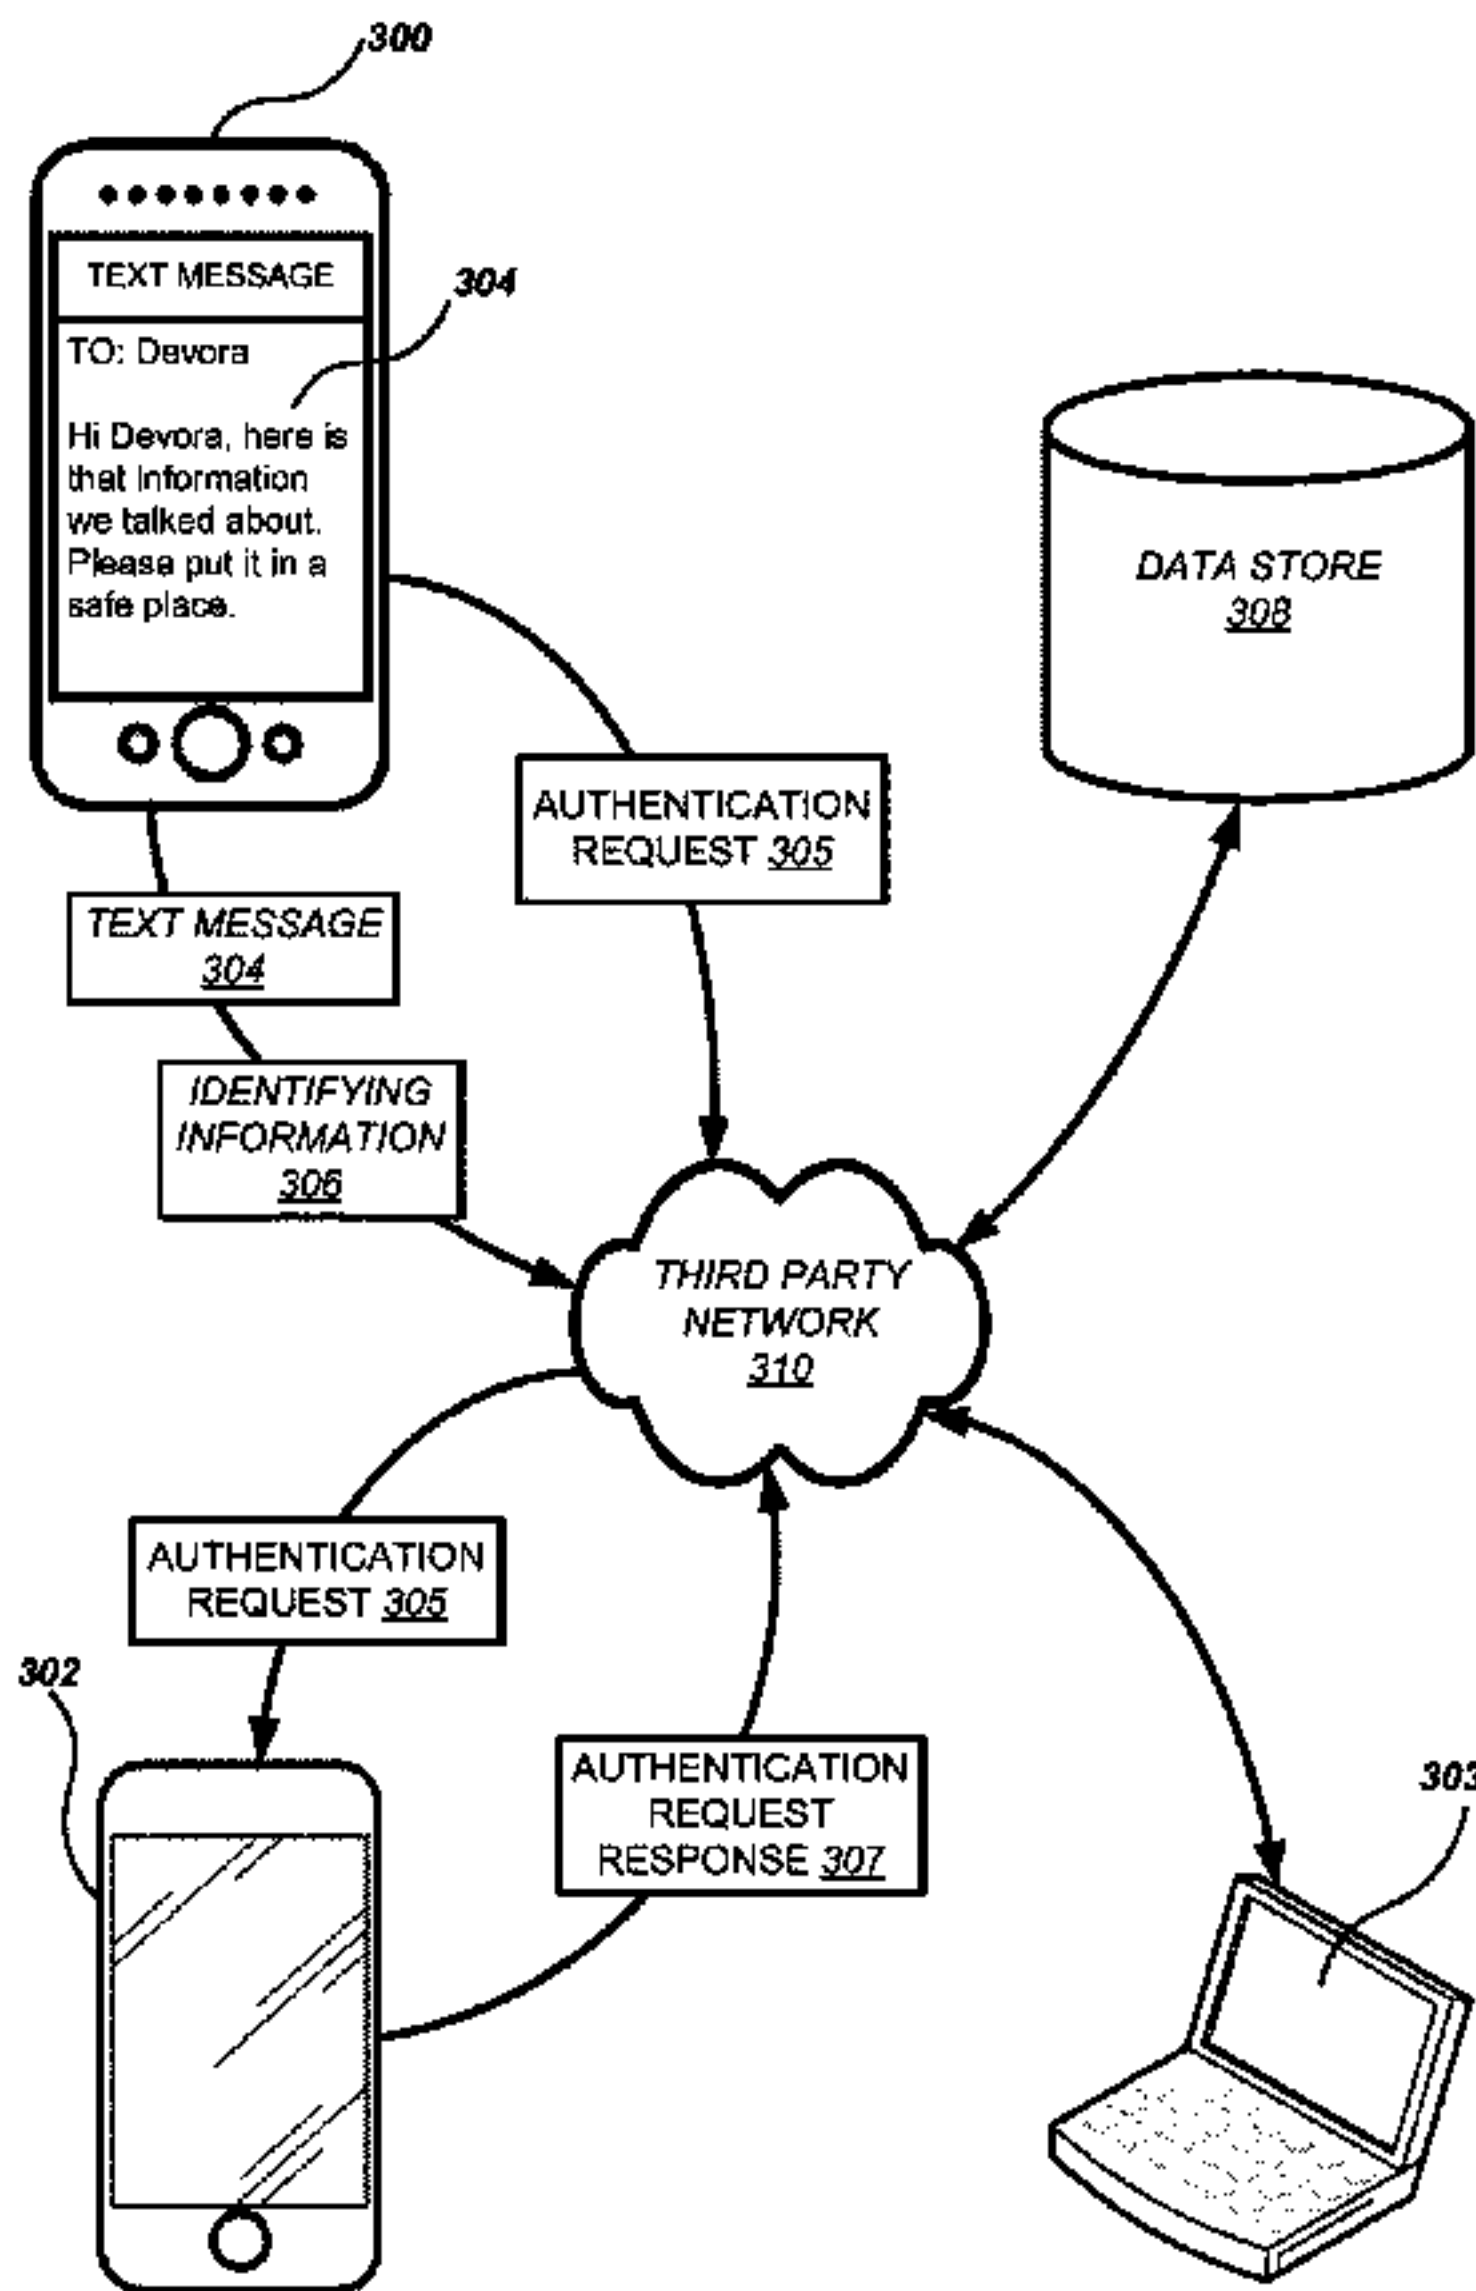 300
TEXT MESSAGE
304
TO: Devora
Hi Devora, here is
that Information
we talked about.
Please put it in a
safe place.
DATA STORE
308
AUTHENTICATION
REQUEST 305
TEXT MESSAGE
304
IDENTIFYING
INFORMATION
306
THIRD PARTY
NETWORK
310
AUTHENTICATION
REQUEST 305
302
AUTHENTICATION
REQUEST
RESPONSE 307
303